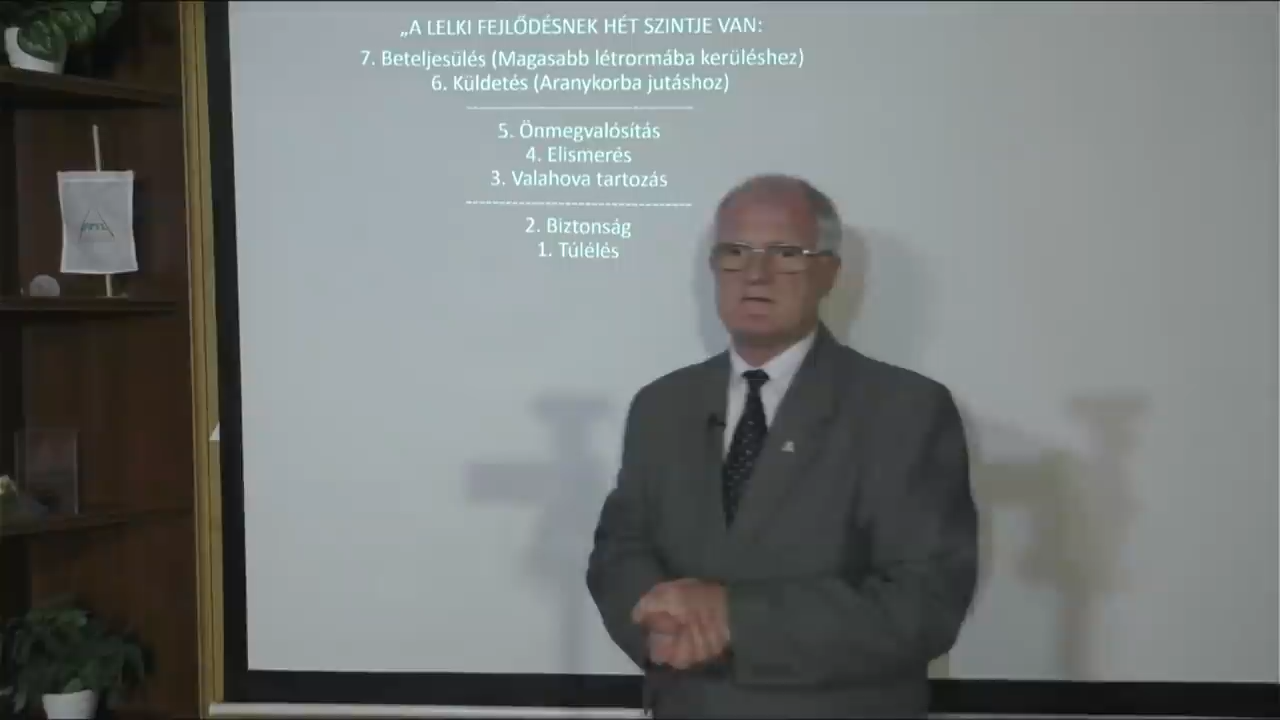 „A LELKI FEJLŐDÉSNEK HÉT SZINTJE VAN:
7. Beteljesülés (Magasabb létrormába kerüléshez)
6. Küldetés (Aranykorba jutáshoz)
5. Önmegvalósítás
4. Elismerés
3. Valahova tartozás
2. Biztonság
1. Túlélés